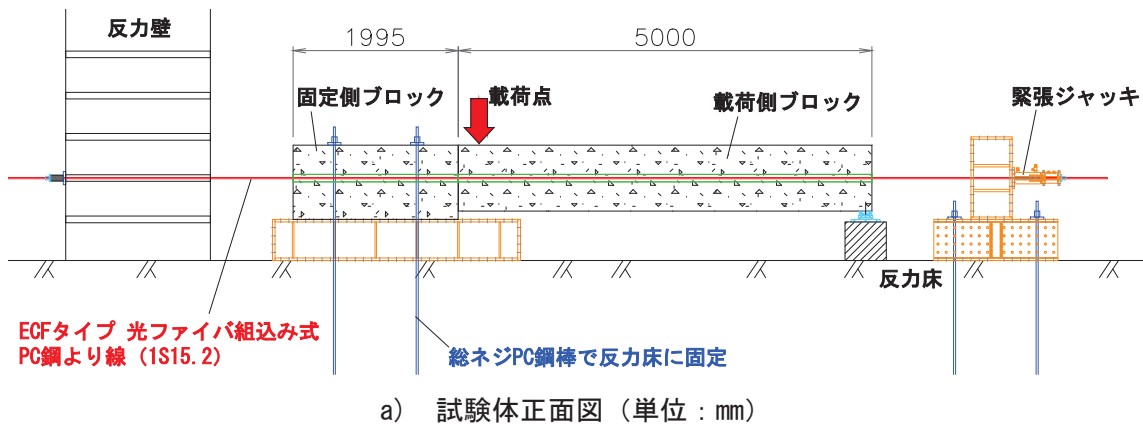 反力壁
1995
5000
固定側ブロック
載荷点
載荷側ブロック
緊張ジャッキ
反力床
ECFタイプ 光ファイバ組込み式
PC鋼より線（1S15.2）
総ネジPC鋼棒で反力床に固定
a) 試験体正面図（単位：mm）